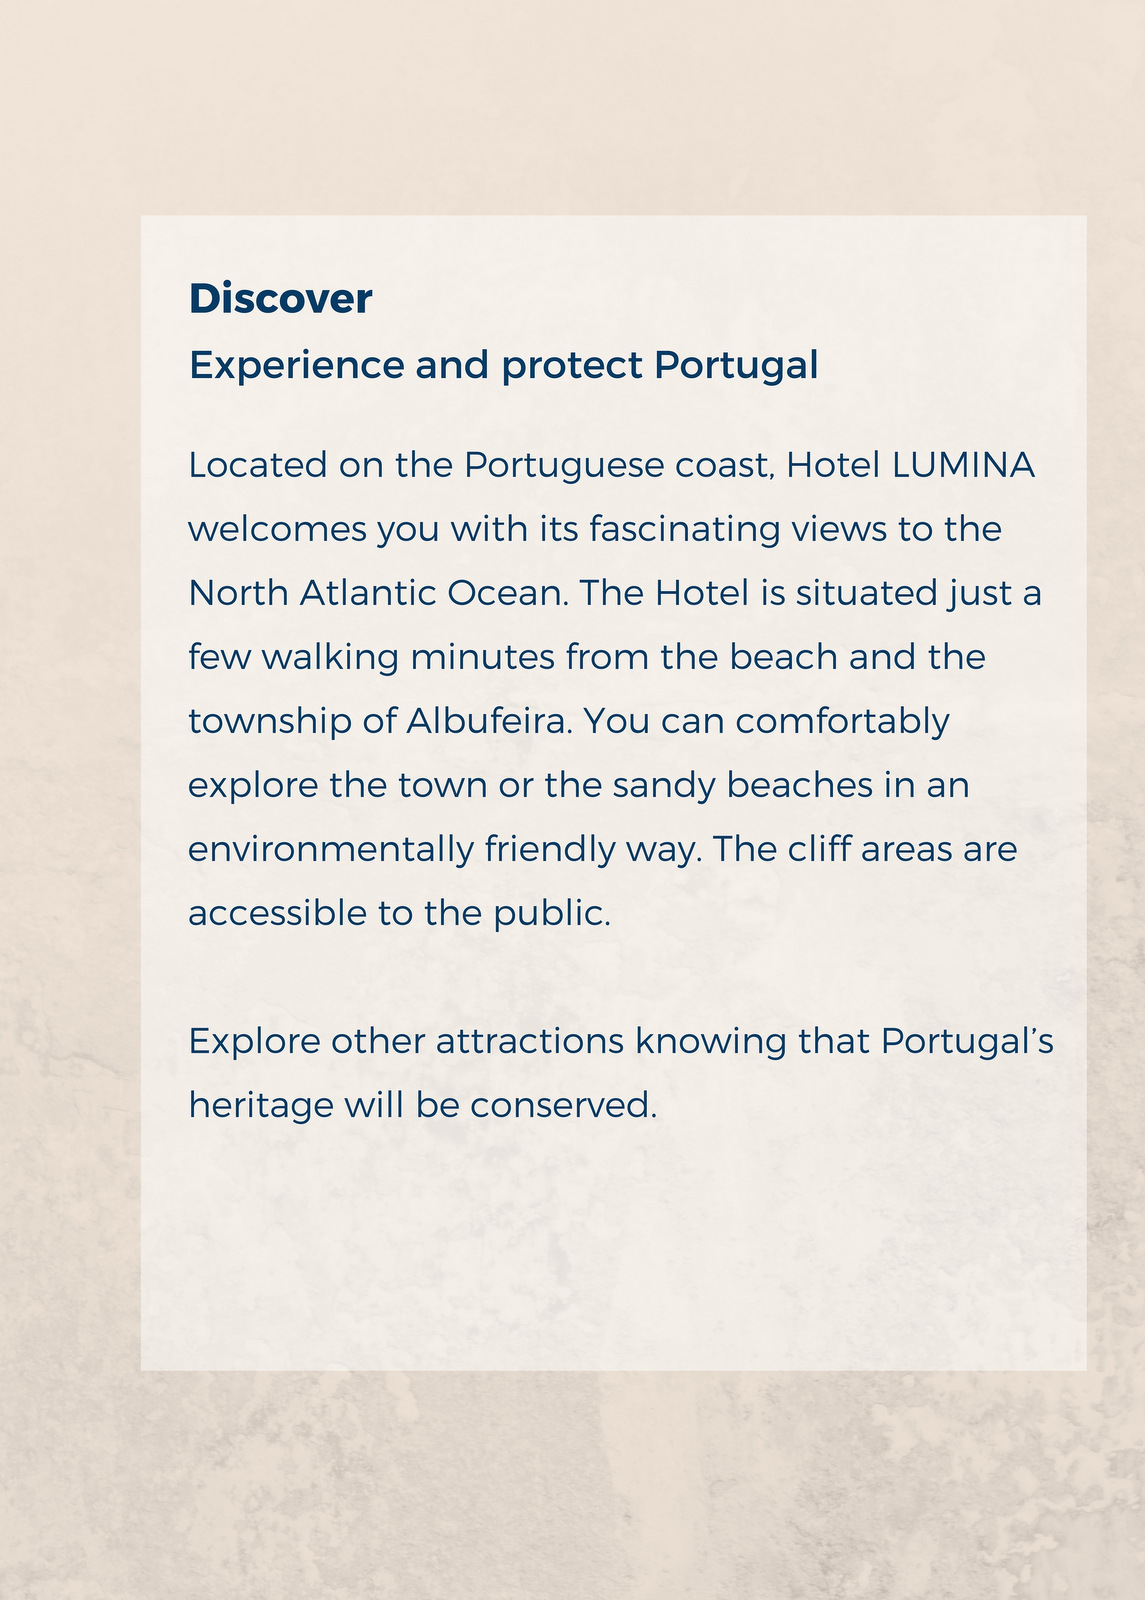 Discover
Experience and protect Portugal
Located on the Portuguese coast, Hotel LUMINA
welcomes you with its fascinating views to the
North Atlantic Ocean. The Hotel is situated just a
few walking minutes from the beach and the
township of Albufeira. You can comfortably
explore the town or the sandy beaches in an
environmentally friendly way. The cliff areas are
accessible to the public.
Explore other attractions knowing that Portugal’s
heritage will be conserved.